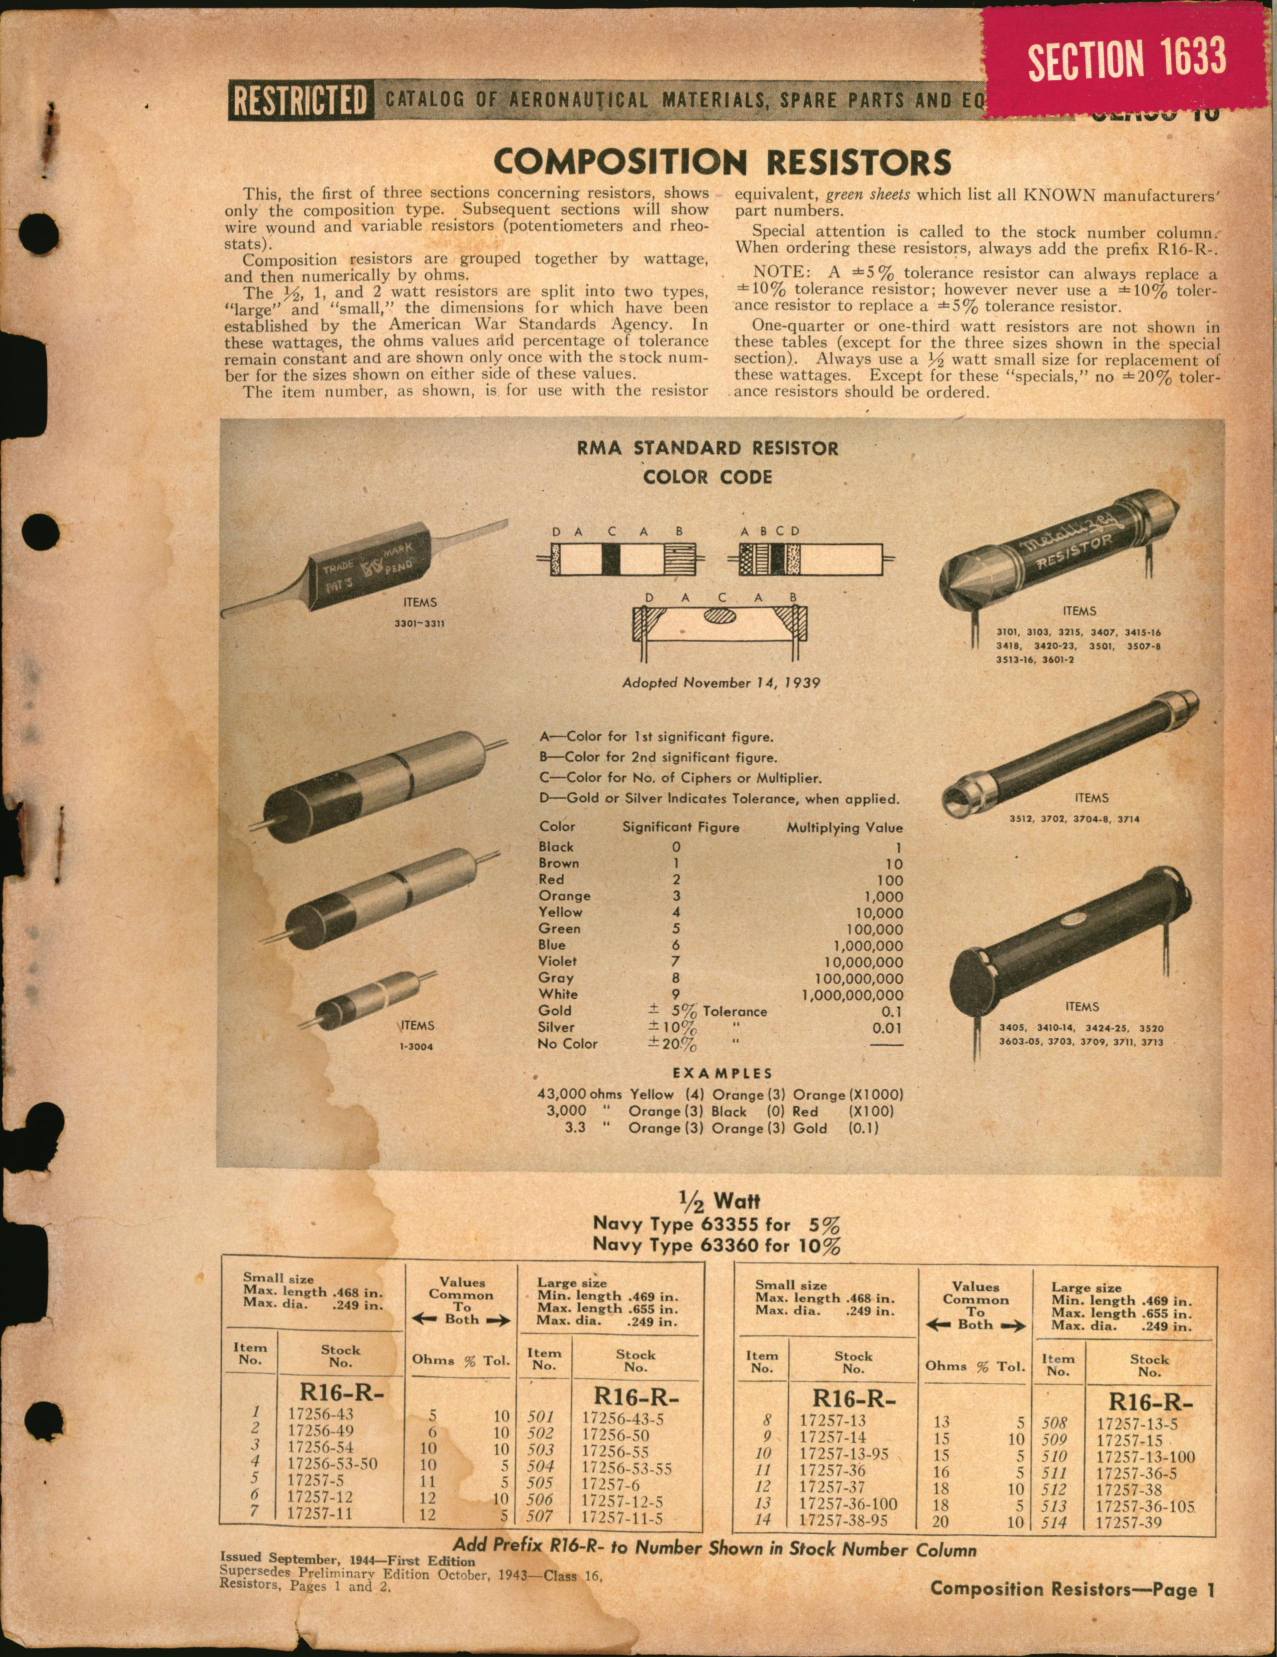 SECTION 1633
RESTRICTED CATALOG OF AERONAUTICAL MATERIALS, SPARE PARTS AND EQ
COMPOSITION RESISTORS
This, the first of three sections concerning resistors, shows
only the composition type. Subsequent sections will show
wire wound and variable resistors (potentiometers and rheo-
stats).
Composition resistors are grouped together by wattage,
and then numerically by ohms.
The ½, 1, and 2 watt resistors are split into two types,
“large” and “small,” the dimensions for which have been
established by the American War Standards Agency. In
these wattages, the ohms values and percentage of tolerance
remain constant and are shown only once with the stock num-
ber for the sizes shown on either side of these values.
The item number, as shown, is for use with the resistor
equivalent, green sheets which list all KNOWN manufacturers'
part numbers.
Special attention is called to the stock number column.
When ordering these resistors, always add the prefix R16-R-.
NOTE: A ±5% tolerance resistor can always replace a
±10% tolerance resistor; however never use a ±10% toler-
ance resistor to replace a ±5% tolerance resistor.
One-quarter or one-third watt resistors are not shown in
these tables (except for the three sizes shown in the special
section). Always use a ½ watt small size for replacement of
these wattages. Except for these “specials,” no ±20% toler-
ance resistors should be ordered.
RMA STANDARD RESISTOR
COLOR CODE
TRADE MARK
PAT'S PEND
ITEMS
3301-3311
D A C A B
A B C D
D A C A B
Adopted November 14, 1939
Metallized
RESISTOR
ITEMS
3101, 3103, 3215, 3407, 3415-16
3418, 3420-23, 3501, 3507-8
3513-16, 3601-2
A—Color for 1st significant figure.
B—Color for 2nd significant figure.
C—Color for No. of Ciphers or Multiplier.
D—Gold or Silver Indicates Tolerance, when applied.
ITEMS
3512, 3702, 3704-8, 3714
Color Significant Figure Multiplying Value
Black 0 1
Brown 1 10
Red 2 100
Orange 3 1,000
Yellow 4 10,000
Green 5 100,000
Blue 6 1,000,000
Violet 7 10,000,000
Gray 8 100,000,000
White 9 1,000,000,000
Gold ± 5% Tolerance 0.1
Silver ±10% " 0.01
No Color ±20% " —
ITEMS
1-3004
ITEMS
3405, 3410-14, 3424-25, 3520
3603-05, 3703, 3709, 3711, 3713
EXAMPLES
43,000 ohms Yellow (4) Orange (3) Orange (X1000)
3,000 " Orange (3) Black (0) Red (X100)
3.3 " Orange (3) Orange (3) Gold (0.1)
½ Watt
Navy Type 63355 for 5%
Navy Type 63360 for 10%
Small size
Max. length .468 in.
Max. dia. .249 in.
Values
Common
To
Both
Large size
Min. length .469 in.
Max. length .655 in.
Max. dia. .249 in.
Item No. Stock No. Ohms % Tol. Item No. Stock No.
R16-R- R16-R-
1 17256-43 5 10 501 17256-43-5
2 17256-49 6 10 502 17256-50
3 17256-54 10 10 503 17256-55
4 17256-53-50 10 5 504 17256-53-55
5 17257-5 11 5 505 17257-6
6 17257-12 12 10 506 17257-12-5
7 17257-11 12 5 507 17257-11-5
Small size
Max. length .468 in.
Max. dia. .249 in.
Values
Common
To
Both
Large size
Min. length .469 in.
Max. length .655 in.
Max. dia. .249 in.
Item No. Stock No. Ohms % Tol. Item No. Stock No.
R16-R- R16-R-
8 17257-13 13 5 508 17257-13-5
9 17257-14 15 10 509 17257-15
10 17257-13-95 15 5 510 17257-13-100
11 17257-36 16 5 511 17257-36-5
12 17257-37 18 10 512 17257-38
13 17257-36-100 18 5 513 17257-36-105
14 17257-38-95 20 10 514 17257-39
Add Prefix R16-R- to Number Shown in Stock Number Column
Issued September, 1944—First Edition
Supersedes Preliminary Edition October, 1943—Class 16,
Resistors, Pages 1 and 2.
Composition Resistors—Page 1